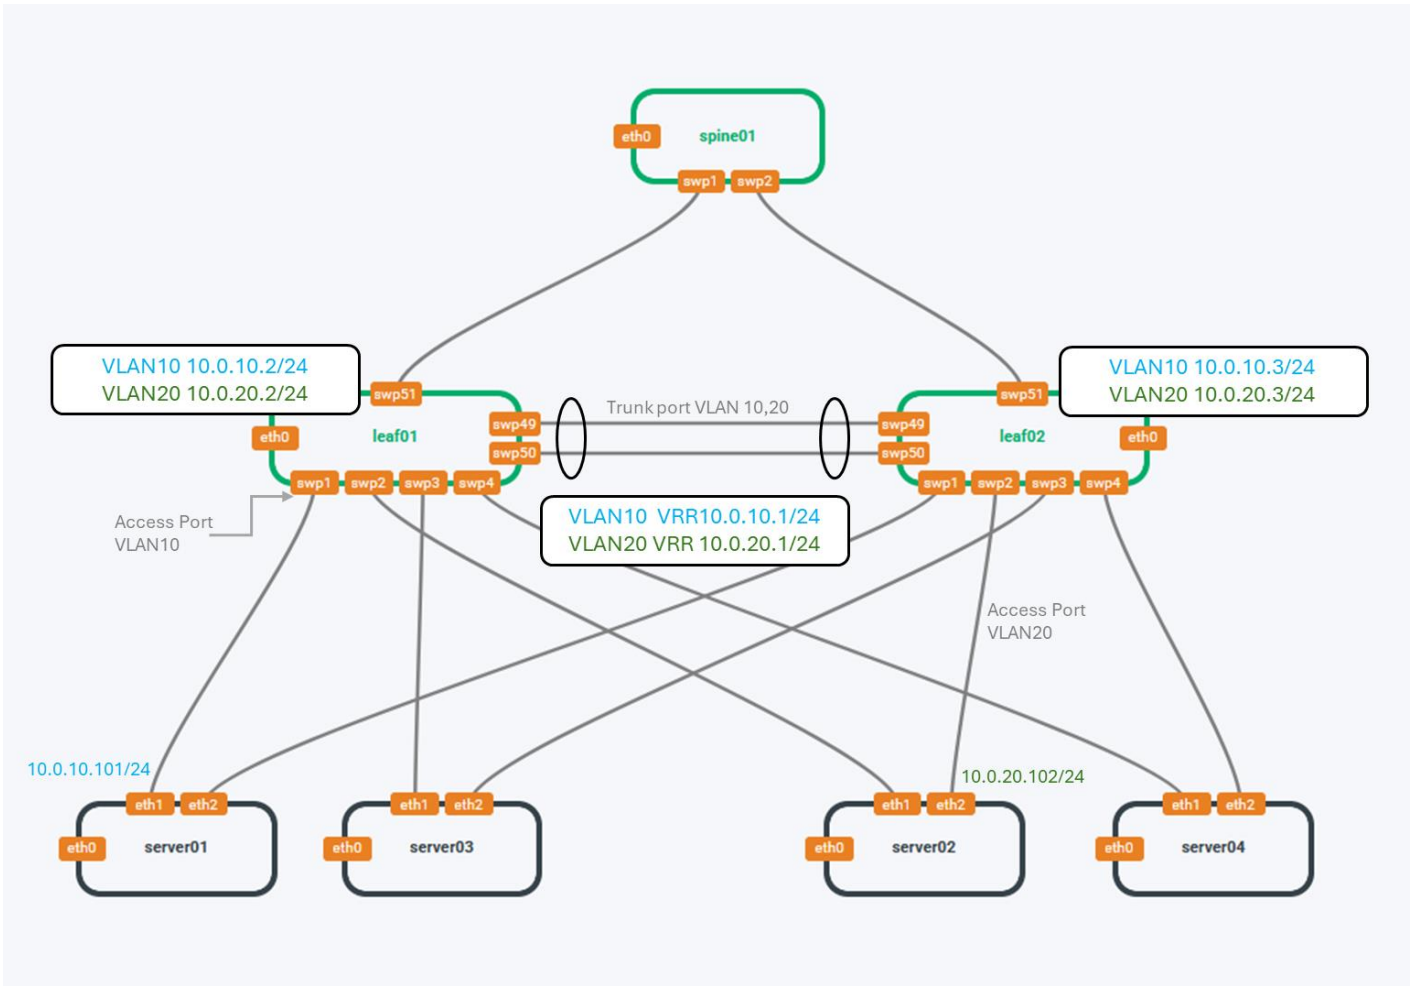 eth0
spine01
swp1
swp2
VLAN10 10.0.10.2/24
VLAN20 10.0.20.2/24
VLAN10 10.0.10.3/24
VLAN20 10.0.20.3/24
swp51
swp51
Trunk port VLAN 10,20
swp49
swp49
eth0
leaf01
leaf02
eth0
swp50
swp50
swp1
swp2
swp3
swp4
swp1
swp2
swp3
swp4
Access Port
VLAN10
VLAN10  VRR10.0.10.1/24
VLAN20 VRR 10.0.20.1/24
Access Port
VLAN20
10.0.10.101/24
10.0.20.102/24
eth1
eth2
eth1
eth2
eth1
eth2
eth1
eth2
eth0
server01
eth0
server03
eth0
server02
eth0
server04